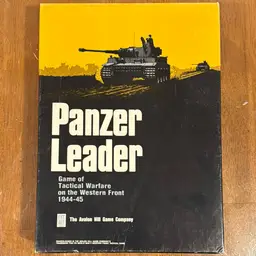 Panzer
Leader
Game of
Tactical Warfare
on the Western Front
1944-45
The Avalon Hill Game Company